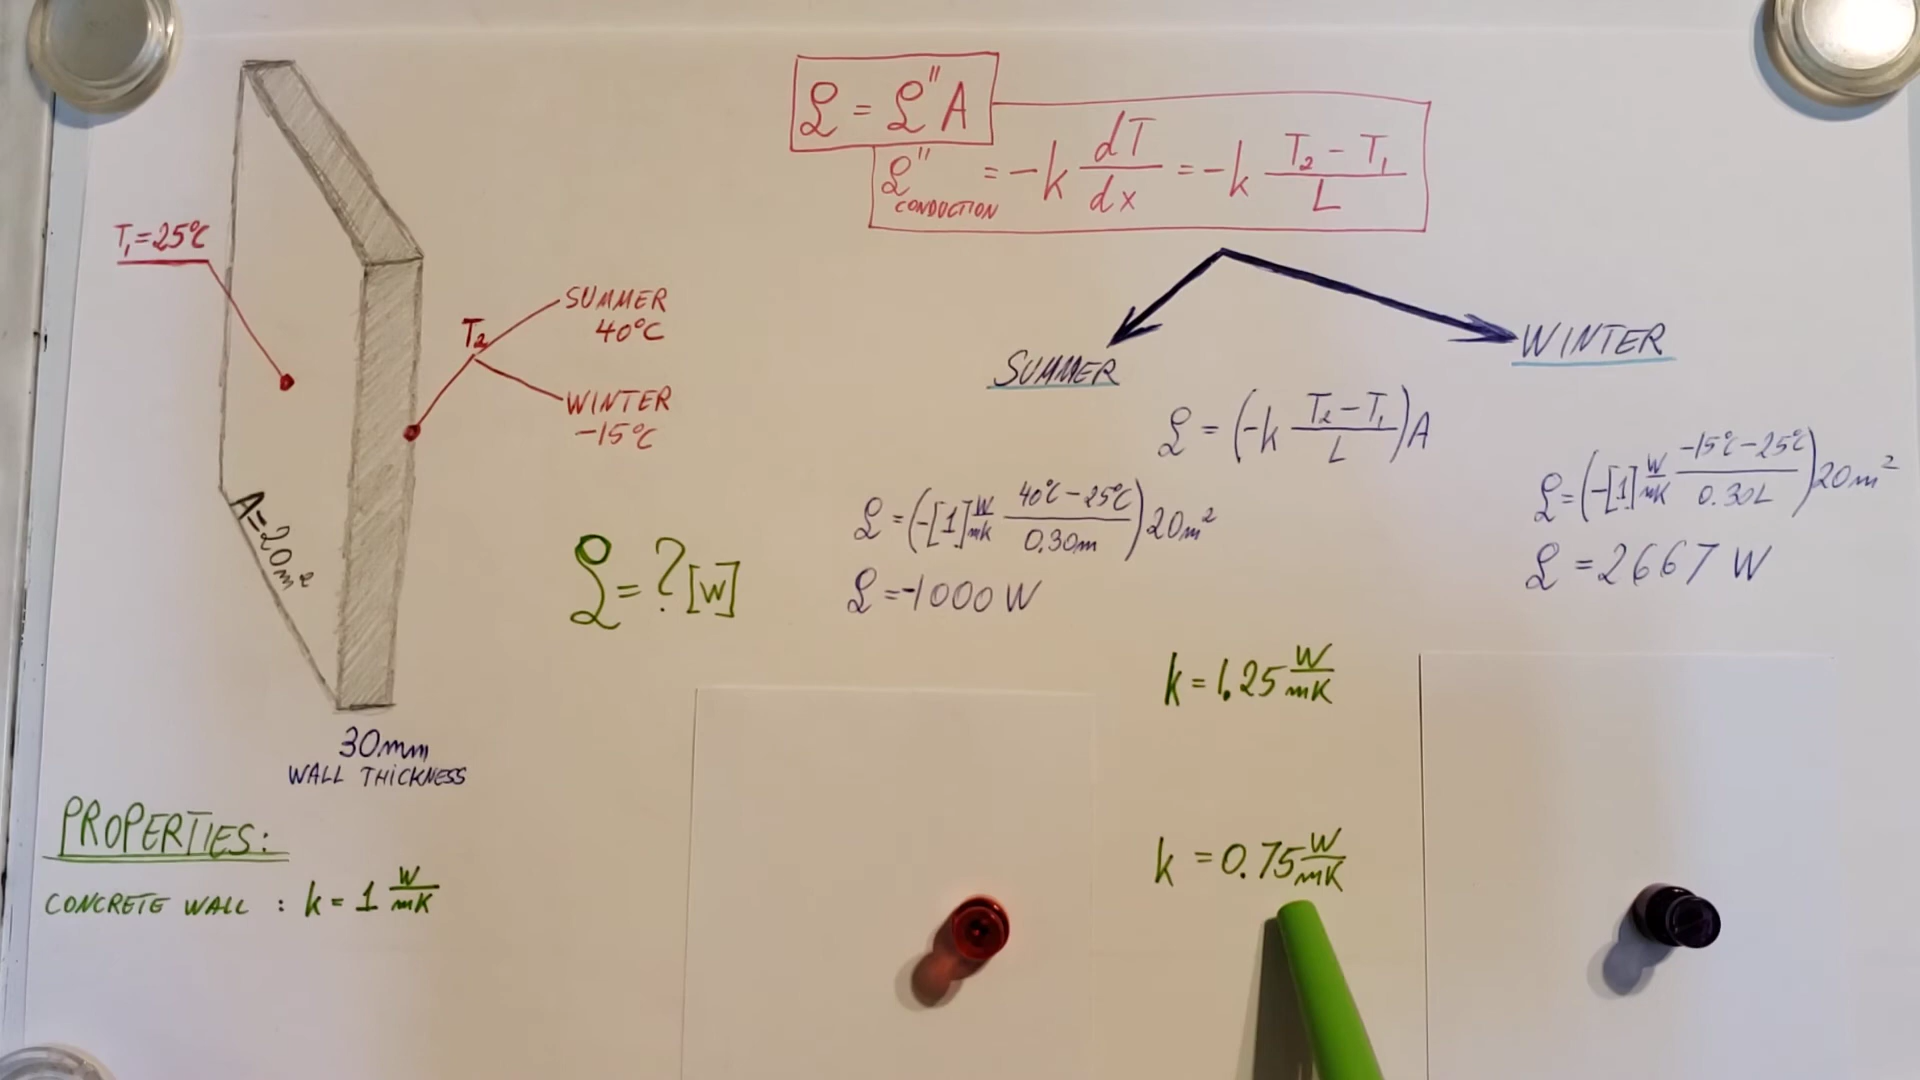 T₁=25°C
T₂
SUMMER
40°C
WINTER
-15°C
A=20m²
30mm
WALL THICKNESS
PROPERTIES:
CONCRETE WALL : k = 1 W/mK
Q = ? [W]
Q = Q″A
Q″CONDUCTION = -k dT/dx = -k (T₂ - T₁)/L
SUMMER
WINTER
Q = (-k (T₂ - T₁)/L) A
Q = (-[1] W/mK (40°C - 25°C)/0.30m) 20m²
Q = -1000 W
Q = (-[1] W/mK (-15°C - 25°C)/0.30L) 20m²
Q = 2667 W
k = 1.25 W/mK
k = 0.75 W/mK